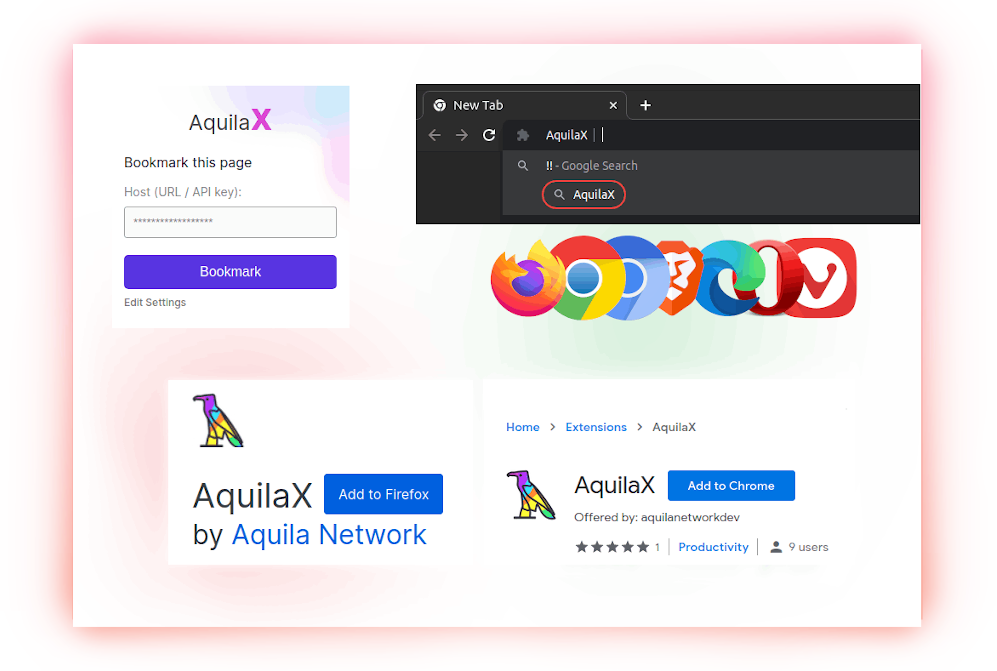 AquilaX
Bookmark this page
Host (URL / API key):
******************
Bookmark
Edit Settings
New Tab
AquilaX
!! - Google Search
AquilaX
AquilaX
Add to Firefox
by Aquila Network
Home > Extensions > AquilaX
AquilaX
Add to Chrome
Offered by: aquilanetworkdev
★★★★★ 1 Productivity 9 users